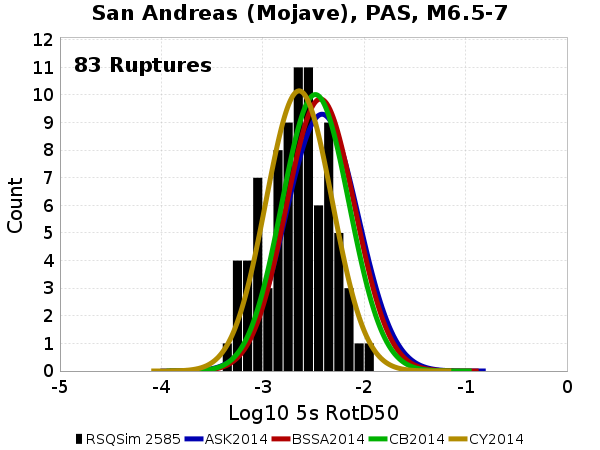 San Andreas (Mojave), PAS, M6.5-7
83 Ruptures
12
11
10
9
8
7
6
5
4
3
2
1
0
Count
-5 -4 -3 -2 -1 0
Log10 5s RotD50
RSQSim 2585 ASK2014 BSSA2014 CB2014 CY2014